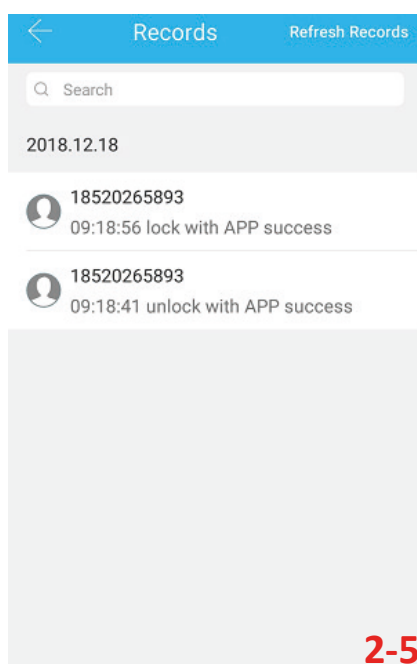 Records Refresh Records
Search
2018.12.18
18520265893
09:18:56 lock with APP success
18520265893
09:18:41 unlock with APP success
2-5